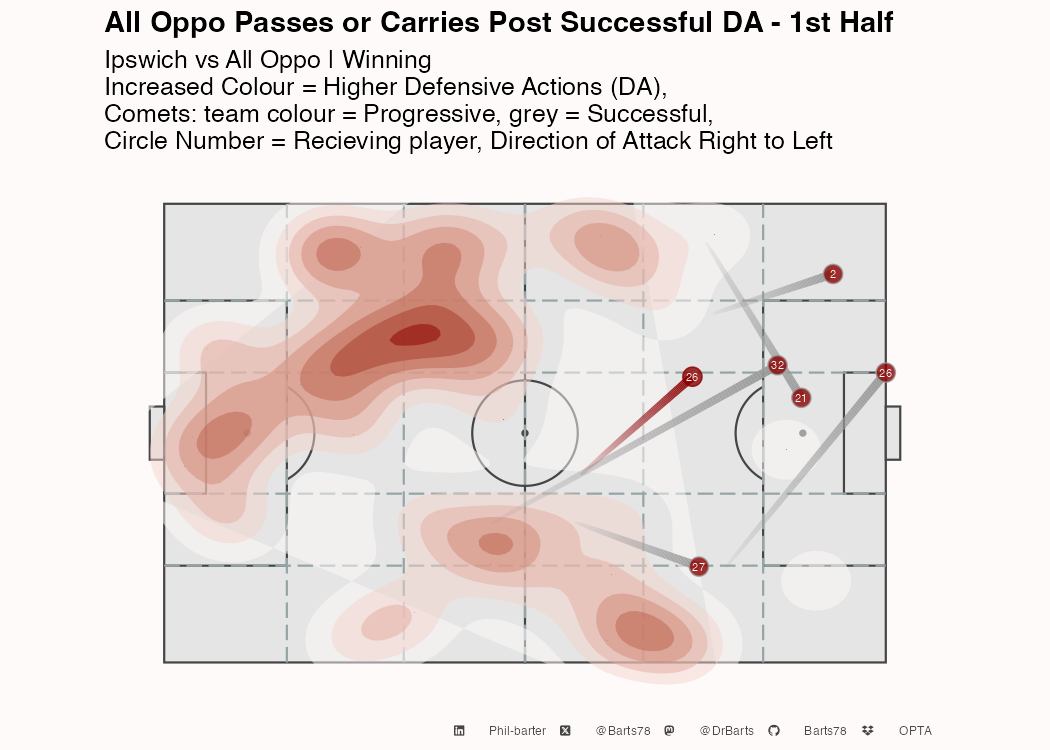 All Oppo Passes or Carries Post Successful DA - 1st Half
Ipswich vs All Oppo | Winning
Increased Colour = Higher Defensive Actions (DA),
Comets: team colour = Progressive, grey = Successful,
Circle Number = Recieving player, Direction of Attack Right to Left
2
32
26
26
21
27
Phil-barter @Barts78 @DrBarts Barts78 OPTA